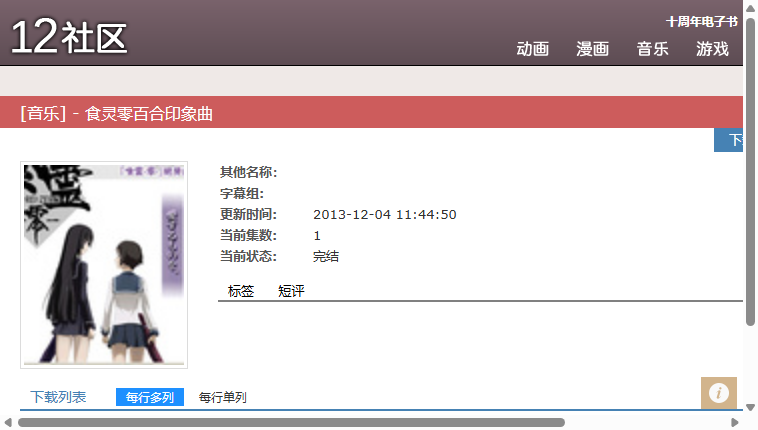 12社区
十周年电子书
动画 漫画 音乐 游戏
[音乐] - 食灵零百合印象曲
下载
其他名称:
字幕组:
更新时间: 2013-12-04 11:44:50
当前集数: 1
当前状态: 完结
标签 短评
下载列表 每行多列 每行单列